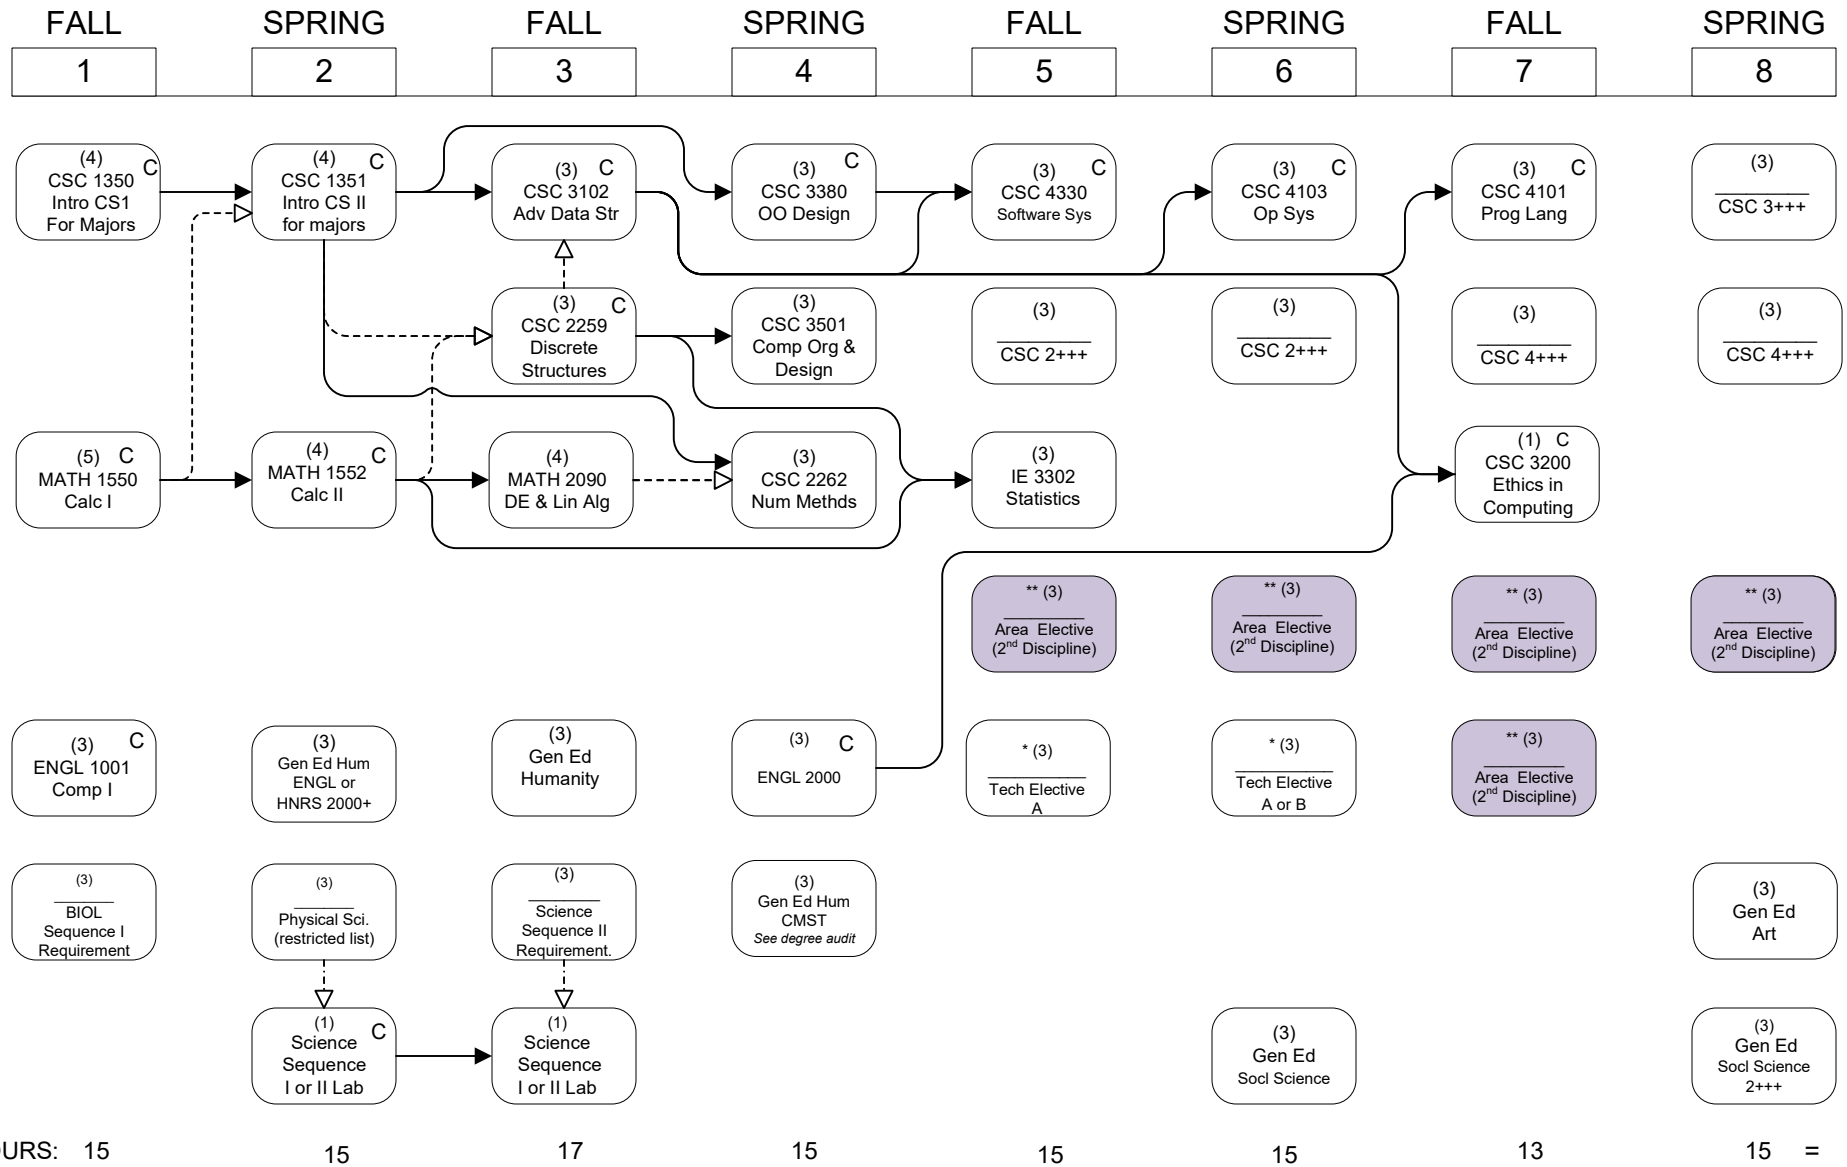 FALL SPRING FALL SPRING FALL SPRING FALL SPRING
1 2 3 4 5 6 7 8
(4) C
CSC 1350
Intro CS1
For Majors
(4) C
CSC 1351
Intro CS II
for majors
(3) C
CSC 3102
Adv Data Str
(3) C
CSC 3380
OO Design
(3) C
CSC 4330
Software Sys
(3) C
CSC 4103
Op Sys
(3) C
CSC 4101
Prog Lang
(3)
CSC 3+++
(3) C
CSC 2259
Discrete
Structures
(3)
CSC 3501
Comp Org &
Design
(3)
CSC 2+++
(3)
CSC 2+++
(3)
CSC 4+++
(3)
CSC 4+++
(5) C
MATH 1550
Calc I
(4) C
MATH 1552
Calc II
(4)
MATH 2090
DE & Lin Alg
(3)
CSC 2262
Num Methds
(3)
IE 3302
Statistics
(1) C
CSC 3200
Ethics in
Computing
** (3)
Area Elective
(2nd Discipline)
** (3)
Area Elective
(2nd Discipline)
** (3)
Area Elective
(2nd Discipline)
** (3)
Area Elective
(2nd Discipline)
(3) C
ENGL 1001
Comp I
(3)
Gen Ed Hum
ENGL or
HNRS 2000+
(3)
Gen Ed
Humanity
(3) C
ENGL 2000
* (3)
Tech Elective
A
* (3)
Tech Elective
A or B
** (3)
Area Elective
(2nd Discipline)
(3)
BIOL
Sequence I
Requirement
(3)
Physical Sci.
(restricted list)
(3)
Science
Sequence II
Requirement.
(3)
Gen Ed Hum
CMST
See degree audit
(3)
Gen Ed
Art
(1) C
Science
Sequence
I or II Lab
(1)
Science
Sequence
I or II Lab
(3)
Gen Ed
Socl Science
(3)
Gen Ed
Socl Science
2+++
OURS: 15 15 17 15 15 15 13 15 =